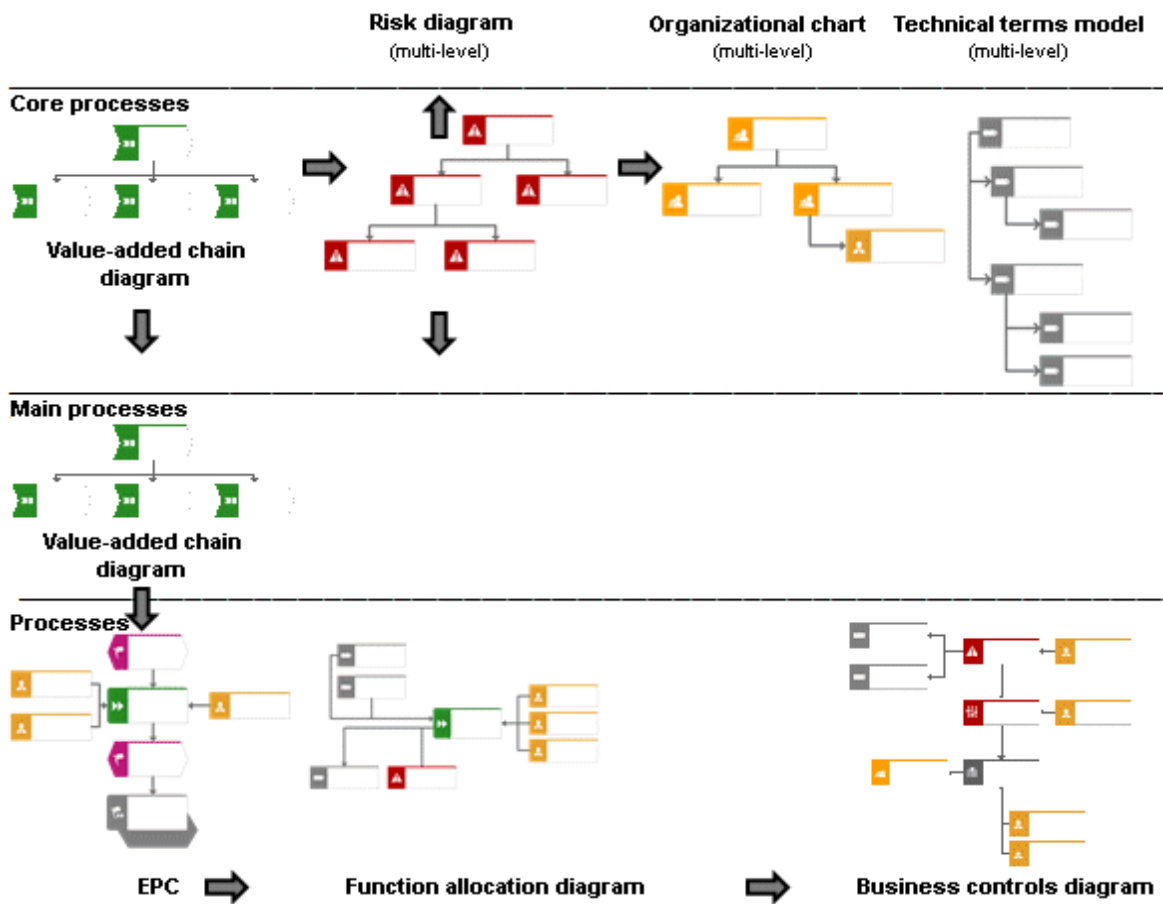 Risk diagram
(multi-level)
Organizational chart
(multi-level)
Technical terms model
(multi-level)
Core processes
Value-added chain
diagram
Main processes
Value-added chain
diagram
Processes
EPC
Function allocation diagram
Business controls diagram